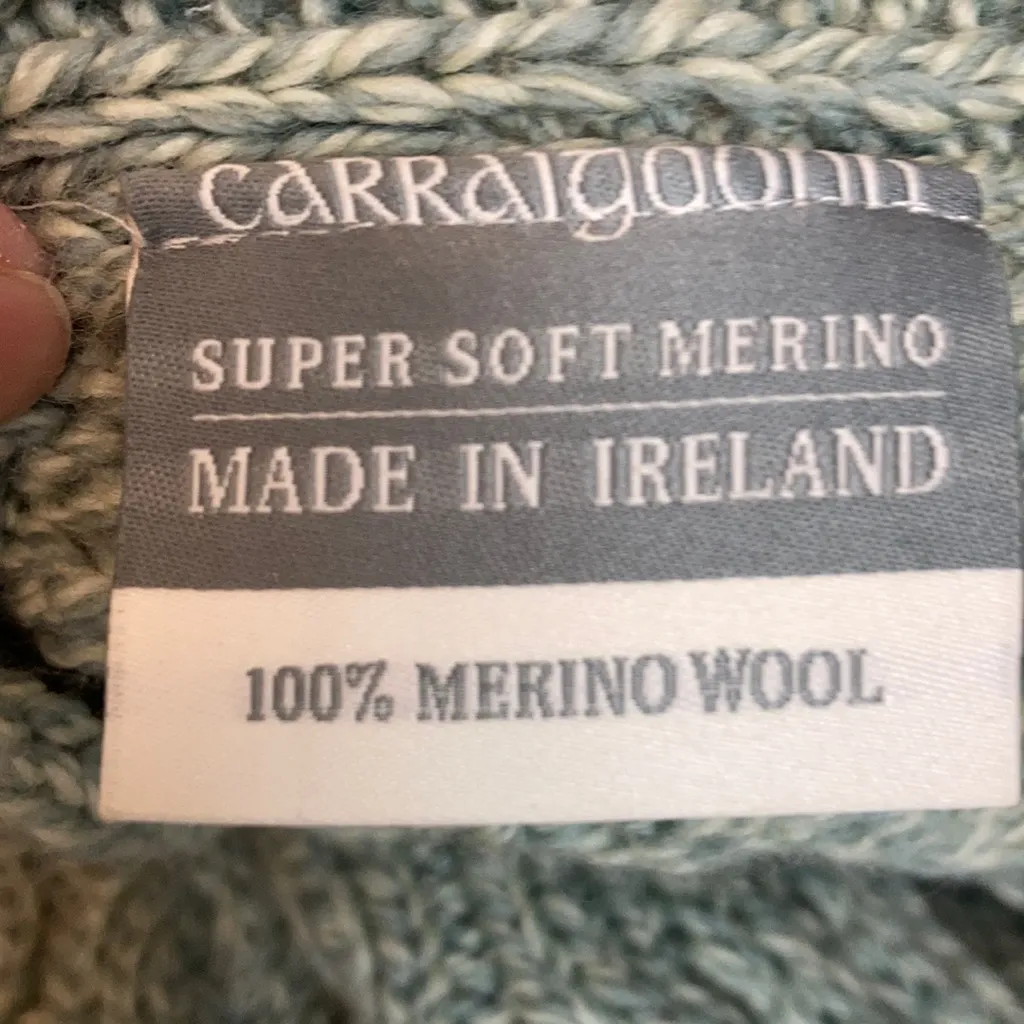 CARRAIgDONN
SUPER SOFT MERINO
MADE IN IRELAND
100% MERINO WOOL